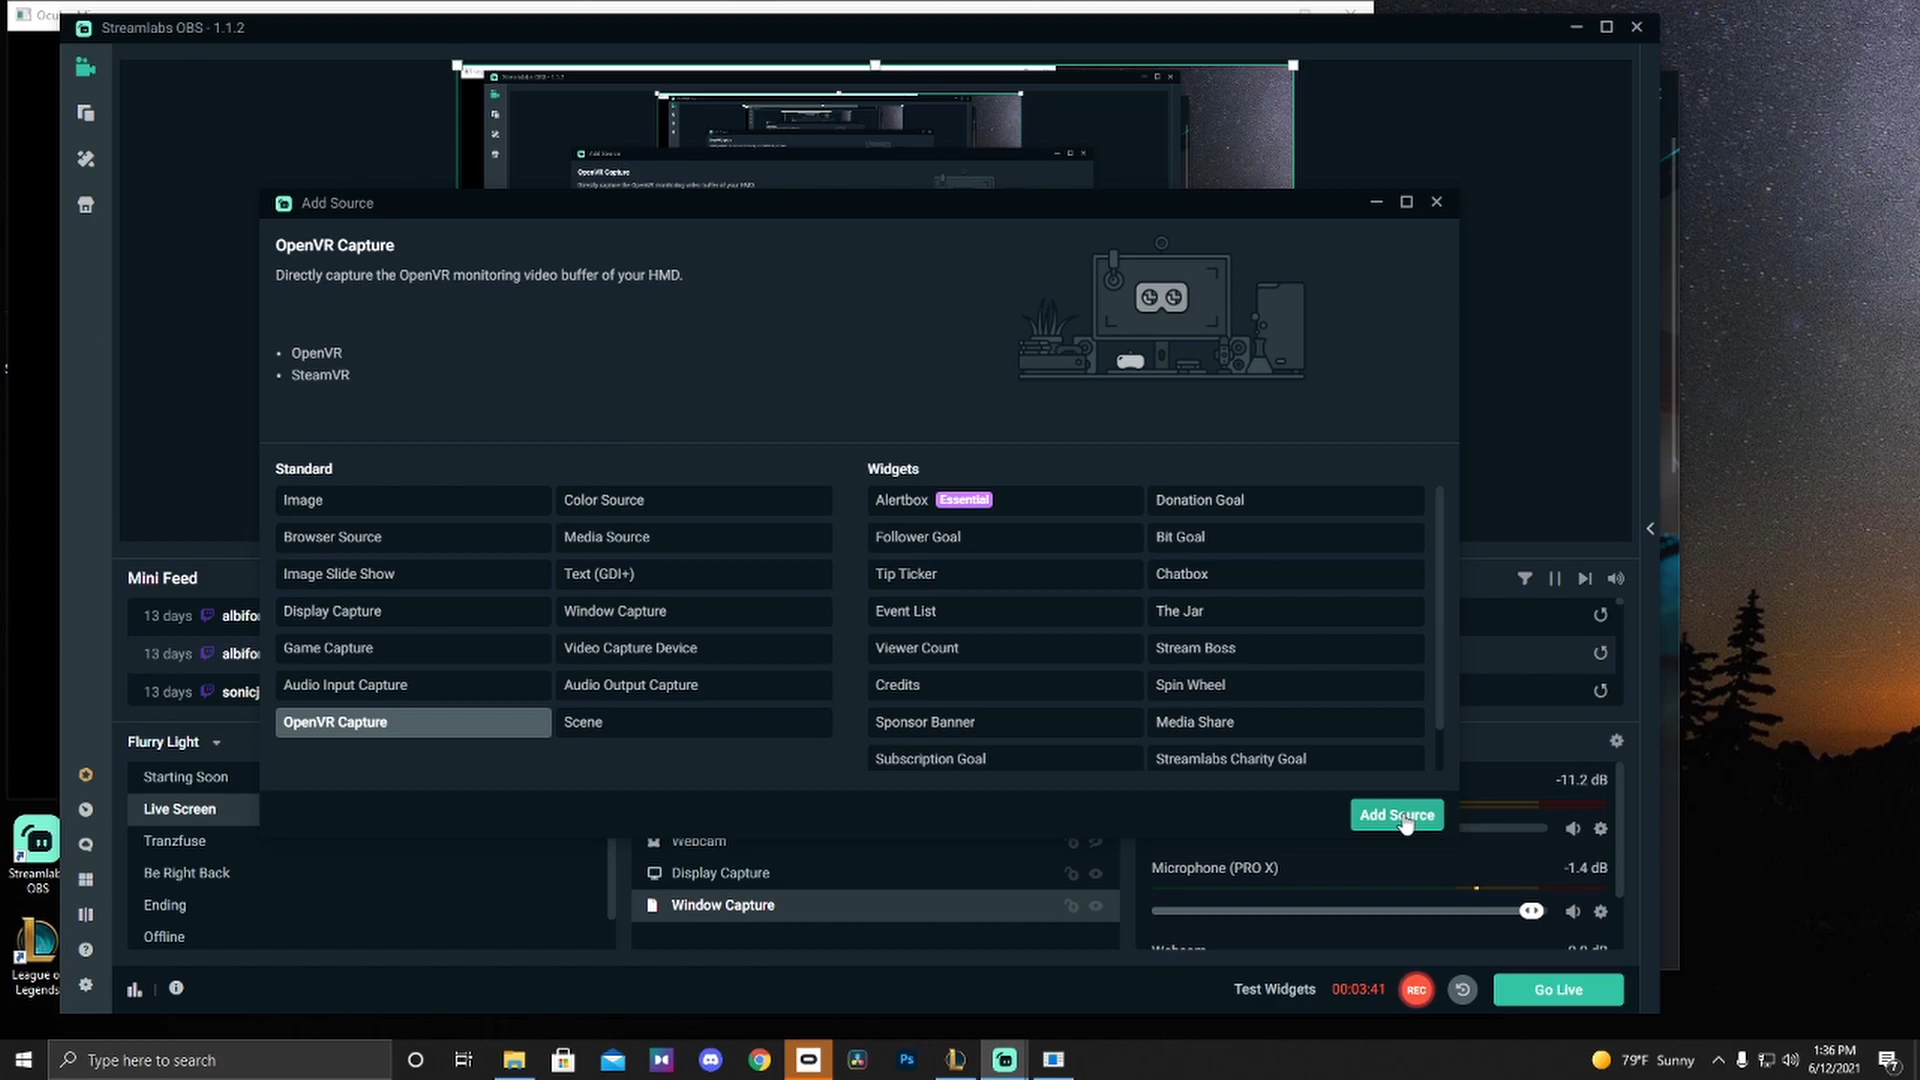 Streamlabs OBS - 1.1.2
Add Source
OpenVR Capture
Directly capture the OpenVR monitoring video buffer of your HMD.
• OpenVR
• SteamVR
Standard
Image
Color Source
Browser Source
Media Source
Image Slide Show
Text (GDI+)
Display Capture
Window Capture
Game Capture
Video Capture Device
Audio Input Capture
Audio Output Capture
OpenVR Capture
Scene
Widgets
Alertbox Essential
Donation Goal
Follower Goal
Bit Goal
Tip Ticker
Chatbox
Event List
The Jar
Viewer Count
Stream Boss
Credits
Spin Wheel
Sponsor Banner
Media Share
Subscription Goal
Streamlabs Charity Goal
Add Source
Mini Feed
13 days albifo
13 days albifo
13 days sonicj
Flurry Light
Starting Soon
Live Screen
Tranzfuse
Be Right Back
Ending
Offline
Webcam
Display Capture
Window Capture
-11.2 dB
Microphone (PRO X) -1.4 dB
Test Widgets 00:03:41 REC Go Live
Streamlabs
OBS
League of
Legends
Type here to search
Ps
79°F Sunny
1:36 PM
6/12/2021
7